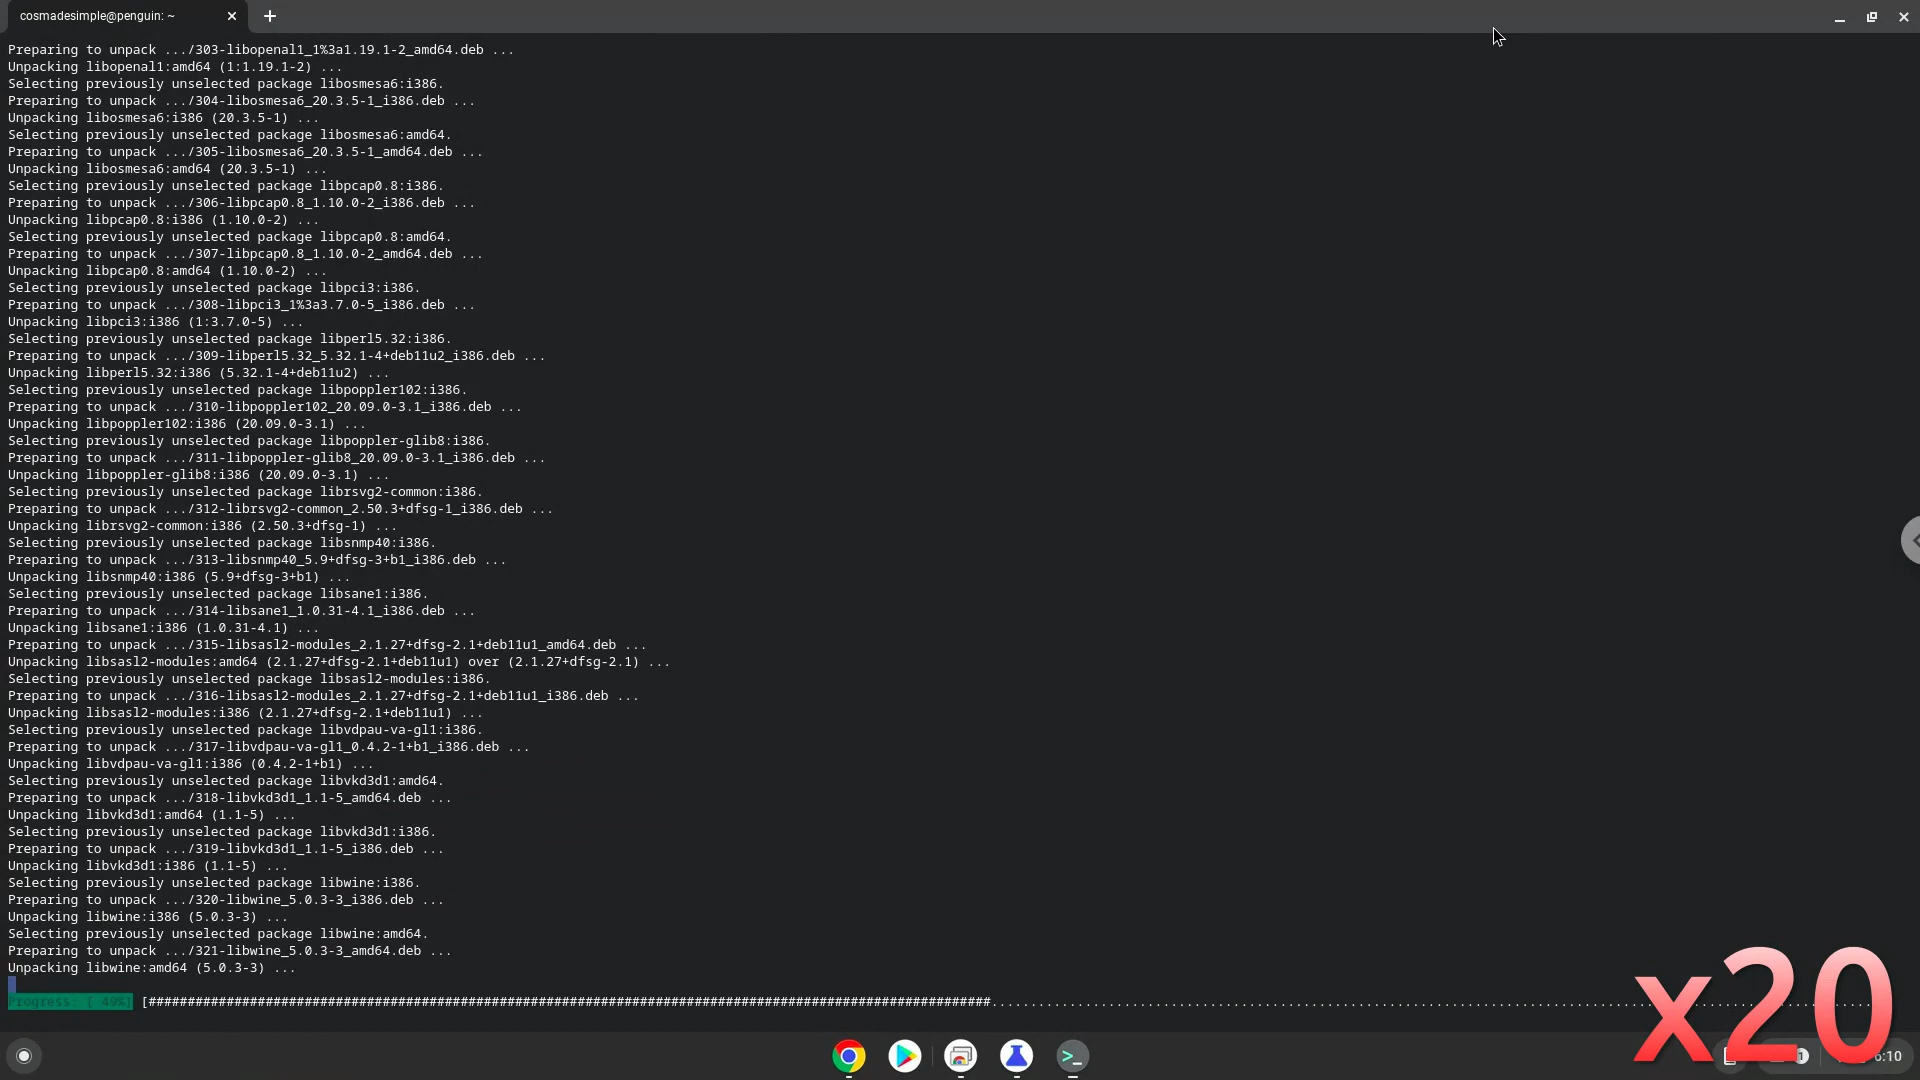 cosmadesimple@penguin: ~
Preparing to unpack .../303-libopenal1_1%3a1.19.1-2_amd64.deb ...
Unpacking libopenal1:amd64 (1:1.19.1-2) ...
Selecting previously unselected package libosmesa6:i386.
Preparing to unpack .../304-libosmesa6_20.3.5-1_i386.deb ...
Unpacking libosmesa6:i386 (20.3.5-1) ...
Selecting previously unselected package libosmesa6:amd64.
Preparing to unpack .../305-libosmesa6_20.3.5-1_amd64.deb ...
Unpacking libosmesa6:amd64 (20.3.5-1) ...
Selecting previously unselected package libpcap0.8:i386.
Preparing to unpack .../306-libpcap0.8_1.10.0-2_i386.deb ...
Unpacking libpcap0.8:i386 (1.10.0-2) ...
Selecting previously unselected package libpcap0.8:amd64.
Preparing to unpack .../307-libpcap0.8_1.10.0-2_amd64.deb ...
Unpacking libpcap0.8:amd64 (1.10.0-2) ...
Selecting previously unselected package libpci3:i386.
Preparing to unpack .../308-libpci3_1%3a3.7.0-5_i386.deb ...
Unpacking libpci3:i386 (1:3.7.0-5) ...
Selecting previously unselected package libperl5.32:i386.
Preparing to unpack .../309-libperl5.32_5.32.1-4+deb11u2_i386.deb ...
Unpacking libperl5.32:i386 (5.32.1-4+deb11u2) ...
Selecting previously unselected package libpoppler102:i386.
Preparing to unpack .../310-libpoppler102_20.09.0-3.1_i386.deb ...
Unpacking libpoppler102:i386 (20.09.0-3.1) ...
Selecting previously unselected package libpoppler-glib8:i386.
Preparing to unpack .../311-libpoppler-glib8_20.09.0-3.1_i386.deb ...
Unpacking libpoppler-glib8:i386 (20.09.0-3.1) ...
Selecting previously unselected package librsvg2-common:i386.
Preparing to unpack .../312-librsvg2-common_2.50.3+dfsg-1_i386.deb ...
Unpacking librsvg2-common:i386 (2.50.3+dfsg-1) ...
Selecting previously unselected package libsnmp40:i386.
Preparing to unpack .../313-libsnmp40_5.9+dfsg-3+b1_i386.deb ...
Unpacking libsnmp40:i386 (5.9+dfsg-3+b1) ...
Selecting previously unselected package libsane1:i386.
Preparing to unpack .../314-libsane1_1.0.31-4.1_i386.deb ...
Unpacking libsane1:i386 (1.0.31-4.1) ...
Preparing to unpack .../315-libsasl2-modules_2.1.27+dfsg-2.1+deb11u1_amd64.deb ...
Unpacking libsasl2-modules:amd64 (2.1.27+dfsg-2.1+deb11u1) over (2.1.27+dfsg-2.1) ...
Selecting previously unselected package libsasl2-modules:i386.
Preparing to unpack .../316-libsasl2-modules_2.1.27+dfsg-2.1+deb11u1_i386.deb ...
Unpacking libsasl2-modules:i386 (2.1.27+dfsg-2.1+deb11u1) ...
Selecting previously unselected package libvdpau-va-gl1:i386.
Preparing to unpack .../317-libvdpau-va-gl1_0.4.2-1+b1_i386.deb ...
Unpacking libvdpau-va-gl1:i386 (0.4.2-1+b1) ...
Selecting previously unselected package libvkd3d1:amd64.
Preparing to unpack .../318-libvkd3d1_1.1-5_amd64.deb ...
Unpacking libvkd3d1:amd64 (1.1-5) ...
Selecting previously unselected package libvkd3d1:i386.
Preparing to unpack .../319-libvkd3d1_1.1-5_i386.deb ...
Unpacking libvkd3d1:i386 (1.1-5) ...
Selecting previously unselected package libwine:i386.
Preparing to unpack .../320-libwine_5.0.3-3_i386.deb ...
Unpacking libwine:i386 (5.0.3-3) ...
Selecting previously unselected package libwine:amd64.
Preparing to unpack .../321-libwine_5.0.3-3_amd64.deb ...
Unpacking libwine:amd64 (5.0.3-3) ...
Progress: [ 49%]
x20
1
6:10